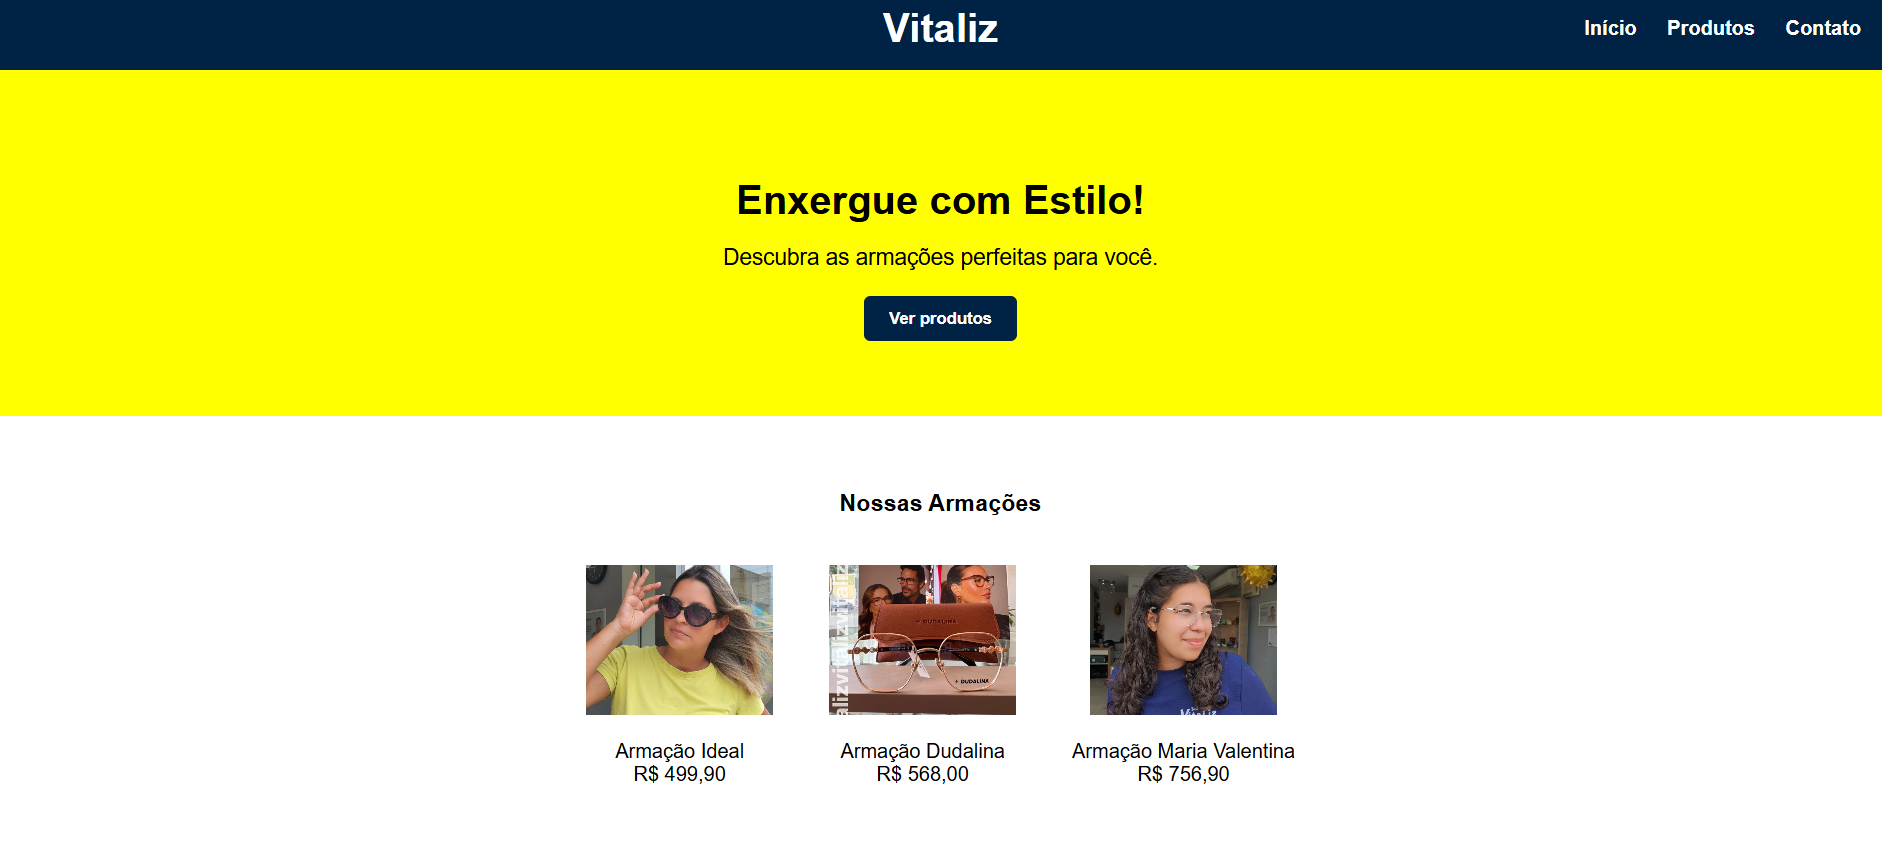 Vitaliz
Início Produtos Contato
Enxergue com Estilo!
Descubra as armações perfeitas para você.
Ver produtos
Nossas Armações
DUDALINA
DUDALINA
VitaLiZ
Armação Ideal
R$ 499,90
Armação Dudalina
R$ 568,00
Armação Maria Valentina
R$ 756,90